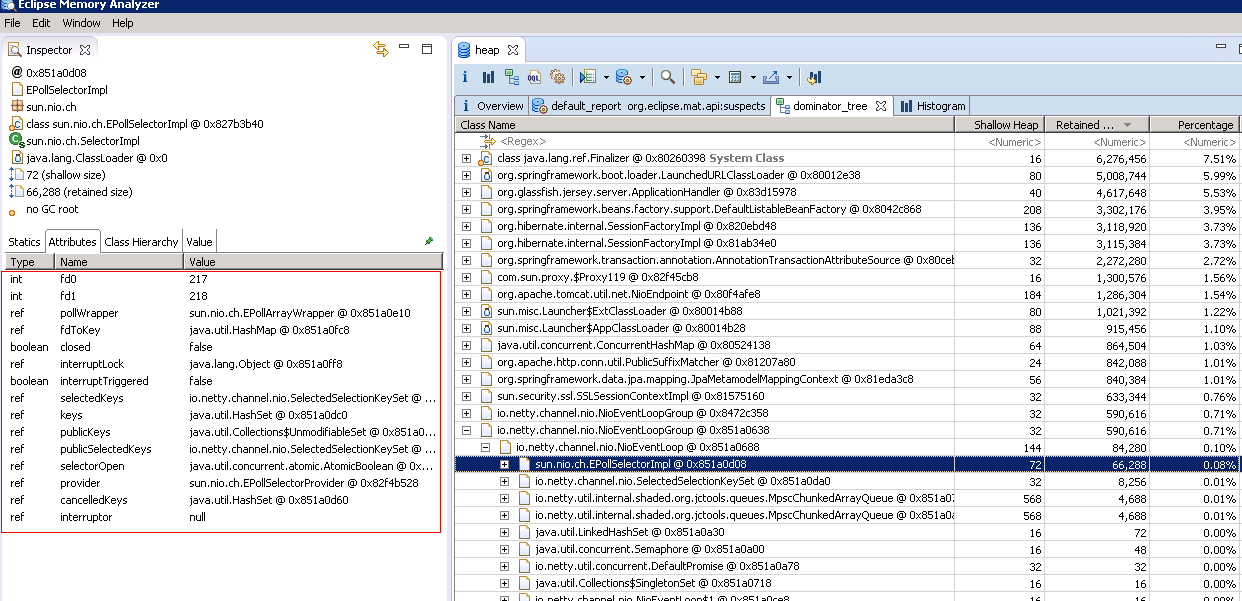 Eclipse Memory Analyzer
File Edit Window Help
Inspector
@ 0x851a0d08
EPollSelectorImpl
sun.nio.ch
class sun.nio.ch.EPollSelectorImpl @ 0x827b3b40
sun.nio.ch.SelectorImpl
java.lang.ClassLoader @ 0x0
72 (shallow size)
66,288 (retained size)
no GC root
Statics Attributes Class Hierarchy Value
Type Name Value
int fd0 217
int fd1 218
ref pollWrapper sun.nio.ch.EPollArrayWrapper @ 0x851a0e10
ref fdToKey java.util.HashMap @ 0x851a0fc8
boolean closed false
ref interruptLock java.lang.Object @ 0x851a0ff8
boolean interruptTriggered false
ref selectedKeys io.netty.channel.nio.SelectedSelectionKeySet @ ...
ref keys java.util.HashSet @ 0x851a0dc0
ref publicKeys java.util.Collections$UnmodifiableSet @ 0x851a0...
ref publicSelectedKeys io.netty.channel.nio.SelectedSelectionKeySet @ ...
ref selectorOpen java.util.concurrent.atomic.AtomicBoolean @ 0x...
ref provider sun.nio.ch.EPollSelectorProvider @ 0x82f4b528
ref cancelledKeys java.util.HashSet @ 0x851a0d60
ref interruptor null
heap
i OQL
i Overview default_report org.eclipse.mat.api:suspects dominator_tree Histogram
Class Name Shallow Heap Retained ... Percentage
<Regex> <Numeric> <Numeric> <Numeric>
class java.lang.ref.Finalizer @ 0x80260398 System Class 16 6,276,456 7.51%
org.springframework.boot.loader.LaunchedURLClassLoader @ 0x80012e38 80 5,008,744 5.99%
org.glassfish.jersey.server.ApplicationHandler @ 0x83d15978 40 4,617,648 5.53%
org.springframework.beans.factory.support.DefaultListableBeanFactory @ 0x8042c868 208 3,302,176 3.95%
org.hibernate.internal.SessionFactoryImpl @ 0x820ebd48 136 3,118,920 3.73%
org.hibernate.internal.SessionFactoryImpl @ 0x81ab34e0 136 3,115,384 3.73%
org.springframework.transaction.annotation.AnnotationTransactionAttributeSource @ 0x80ceb 32 2,272,280 2.72%
com.sun.proxy.$Proxy119 @ 0x82f45cb8 16 1,300,576 1.56%
org.apache.tomcat.util.net.NioEndpoint @ 0x80f4afe8 184 1,286,304 1.54%
sun.misc.Launcher$ExtClassLoader @ 0x80014b88 80 1,021,392 1.22%
sun.misc.Launcher$AppClassLoader @ 0x80014b28 88 915,456 1.10%
java.util.concurrent.ConcurrentHashMap @ 0x80524138 64 864,504 1.03%
org.apache.http.conn.util.PublicSuffixMatcher @ 0x81207a80 24 842,088 1.01%
org.springframework.data.jpa.mapping.JpaMetamodelMappingContext @ 0x81eda3c8 56 840,384 1.01%
sun.security.ssl.SSLSessionContextImpl @ 0x81575160 32 633,344 0.76%
io.netty.channel.nio.NioEventLoopGroup @ 0x8472c358 32 590,616 0.71%
io.netty.channel.nio.NioEventLoopGroup @ 0x851a0638 32 590,616 0.71%
io.netty.channel.nio.NioEventLoop @ 0x851a0688 144 84,280 0.10%
sun.nio.ch.EPollSelectorImpl @ 0x851a0d08 72 66,288 0.08%
io.netty.channel.nio.SelectedSelectionKeySet @ 0x851a0da0 32 8,256 0.01%
io.netty.util.internal.shaded.org.jctools.queues.MpscChunkedArrayQueue @ 0x851a07 568 4,688 0.01%
io.netty.util.internal.shaded.org.jctools.queues.MpscChunkedArrayQueue @ 0x851a0a 568 4,688 0.01%
java.util.LinkedHashSet @ 0x851a0a30 16 72 0.00%
java.util.concurrent.Semaphore @ 0x851a0a00 16 48 0.00%
io.netty.util.concurrent.DefaultPromise @ 0x851a0a78 32 32 0.00%
java.util.Collections$SingletonSet @ 0x851a0718 16 16 0.00%
io.netty.channel.nio.NioEventLoop$1 @ 0x851a0ce8 16 16 0.00%